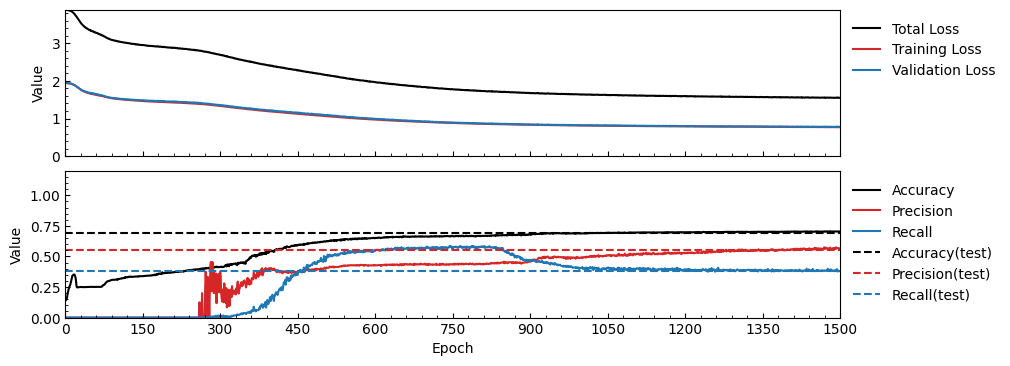 3
2
1
0
Value
Total Loss
Training Loss
Validation Loss
1.00
0.75
0.50
0.25
0.00
Value
0 150 300 450 600 750 900 1050 1200 1350 1500
Epoch
Accuracy
Precision
Recall
Accuracy(test)
Precision(test)
Recall(test)